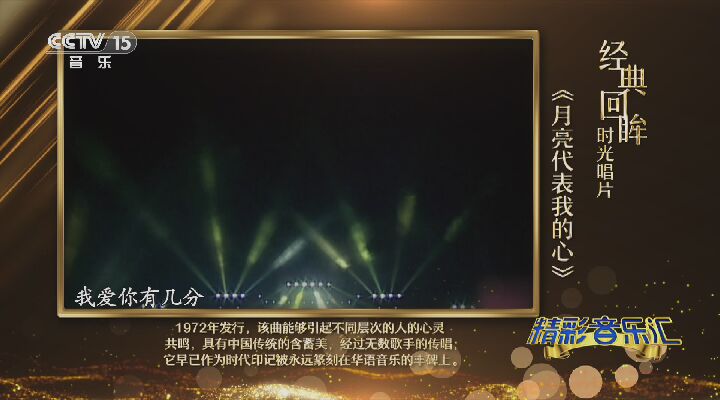 CCTV 15
音乐
经典回眸
时光唱片
《月亮代表我的心》
我爱你有几分
1972年发行，该曲能够引起不同层次的人的心灵
共鸣，具有中国传统的含蓄美，经过无数歌手的传唱，
它早已作为时代印记被永远篆刻在华语音乐的丰碑上。
精彩音乐汇